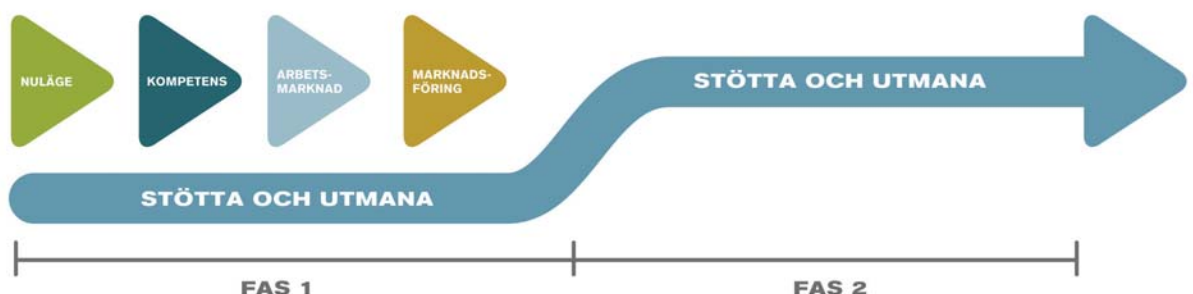 NULÄGE
KOMPETENS
ARBETS-
MARKNAD
MARKNADS-
FÖRING
STÖTTA OCH UTMANA
STÖTTA OCH UTMANA
FAS 1
FAS 2